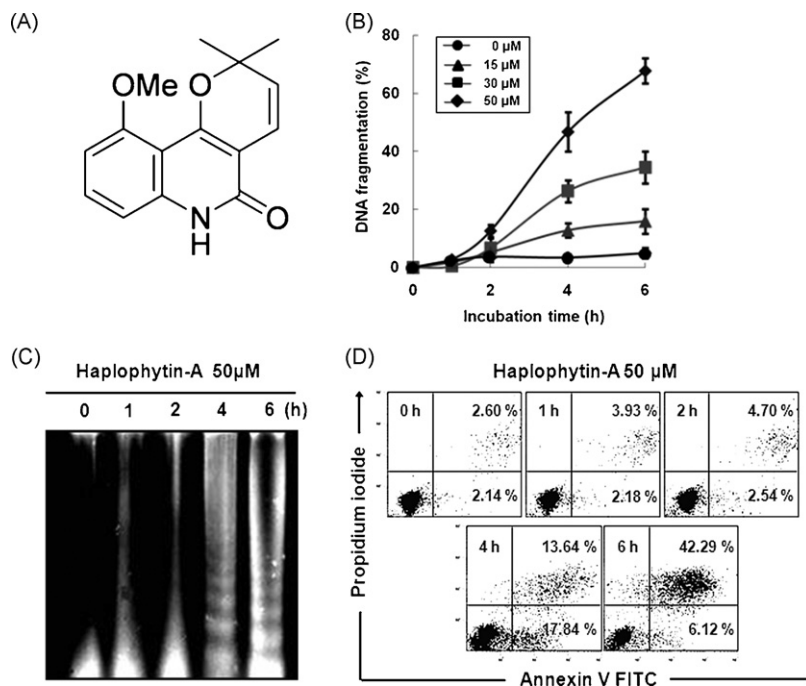 (A)
OMe
O
N
H
O
(B)
DNA fragmentation (%)
80
60
40
20
0
0 μM
15 μM
30 μM
50 μM
0 2 4 6
Incubation time (h)
(C)
Haplophytin-A 50μM
0 1 2 4 6 (h)
(D)
Haplophytin-A 50 μM
Propidium iodide
0 h 2.60 % 1 h 3.93 % 2 h 4.70 %
2.14 % 2.18 % 2.54 %
4 h 13.64 % 6 h 42.29 %
17.84 % 6.12 %
Annexin V FITC